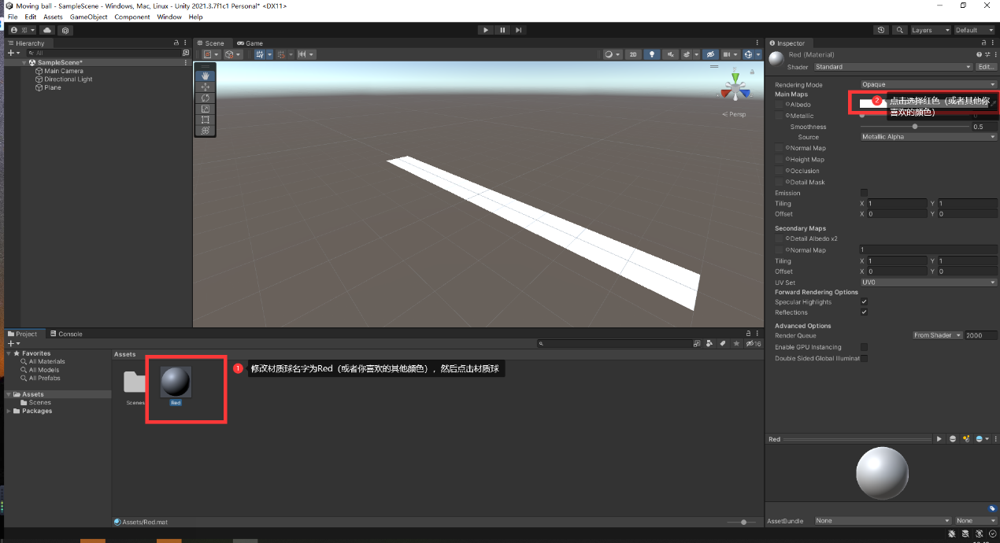 Moving ball - SampleScene - Windows, Mac, Linux - Unity 2021.3.7f1c1 Personal* <DX11>
File Edit Assets GameObject Component Window Help
Layers Default
Hierarchy
All
SampleScene*
Main Camera
Directional Light
Plane
Scene Game
2D
y
Persp
Inspector
Red (Material)
Shader Standard Edit...
Rendering Mode Opaque
Main Maps
Albedo
2 点击选择红色（或者其他你
喜欢的颜色）
Metallic 0
Smoothness 0.5
Source Metallic Alpha
Normal Map
Height Map
Occlusion
Detail Mask
Emission
Tiling X 1 Y 1
Offset X 0 Y 0
Secondary Maps
Detail Albedo x2
Normal Map 1
Tiling X 1 Y 1
Offset X 0 Y 0
UV Set UV0
Forward Rendering Options
Specular Highlights
Reflections
Advanced Options
Render Queue From Shader 2000
Enable GPU Instancing
Double Sided Global Illuminat
Project Console
16
Favorites
All Materials
All Models
All Prefabs
Assets
Scenes
Packages
Assets
Scenes
Red
1 修改材质球名字为Red（或者你喜欢的其他颜色），然后点击材质球
Assets/Red.mat
Red
AssetBundle None None